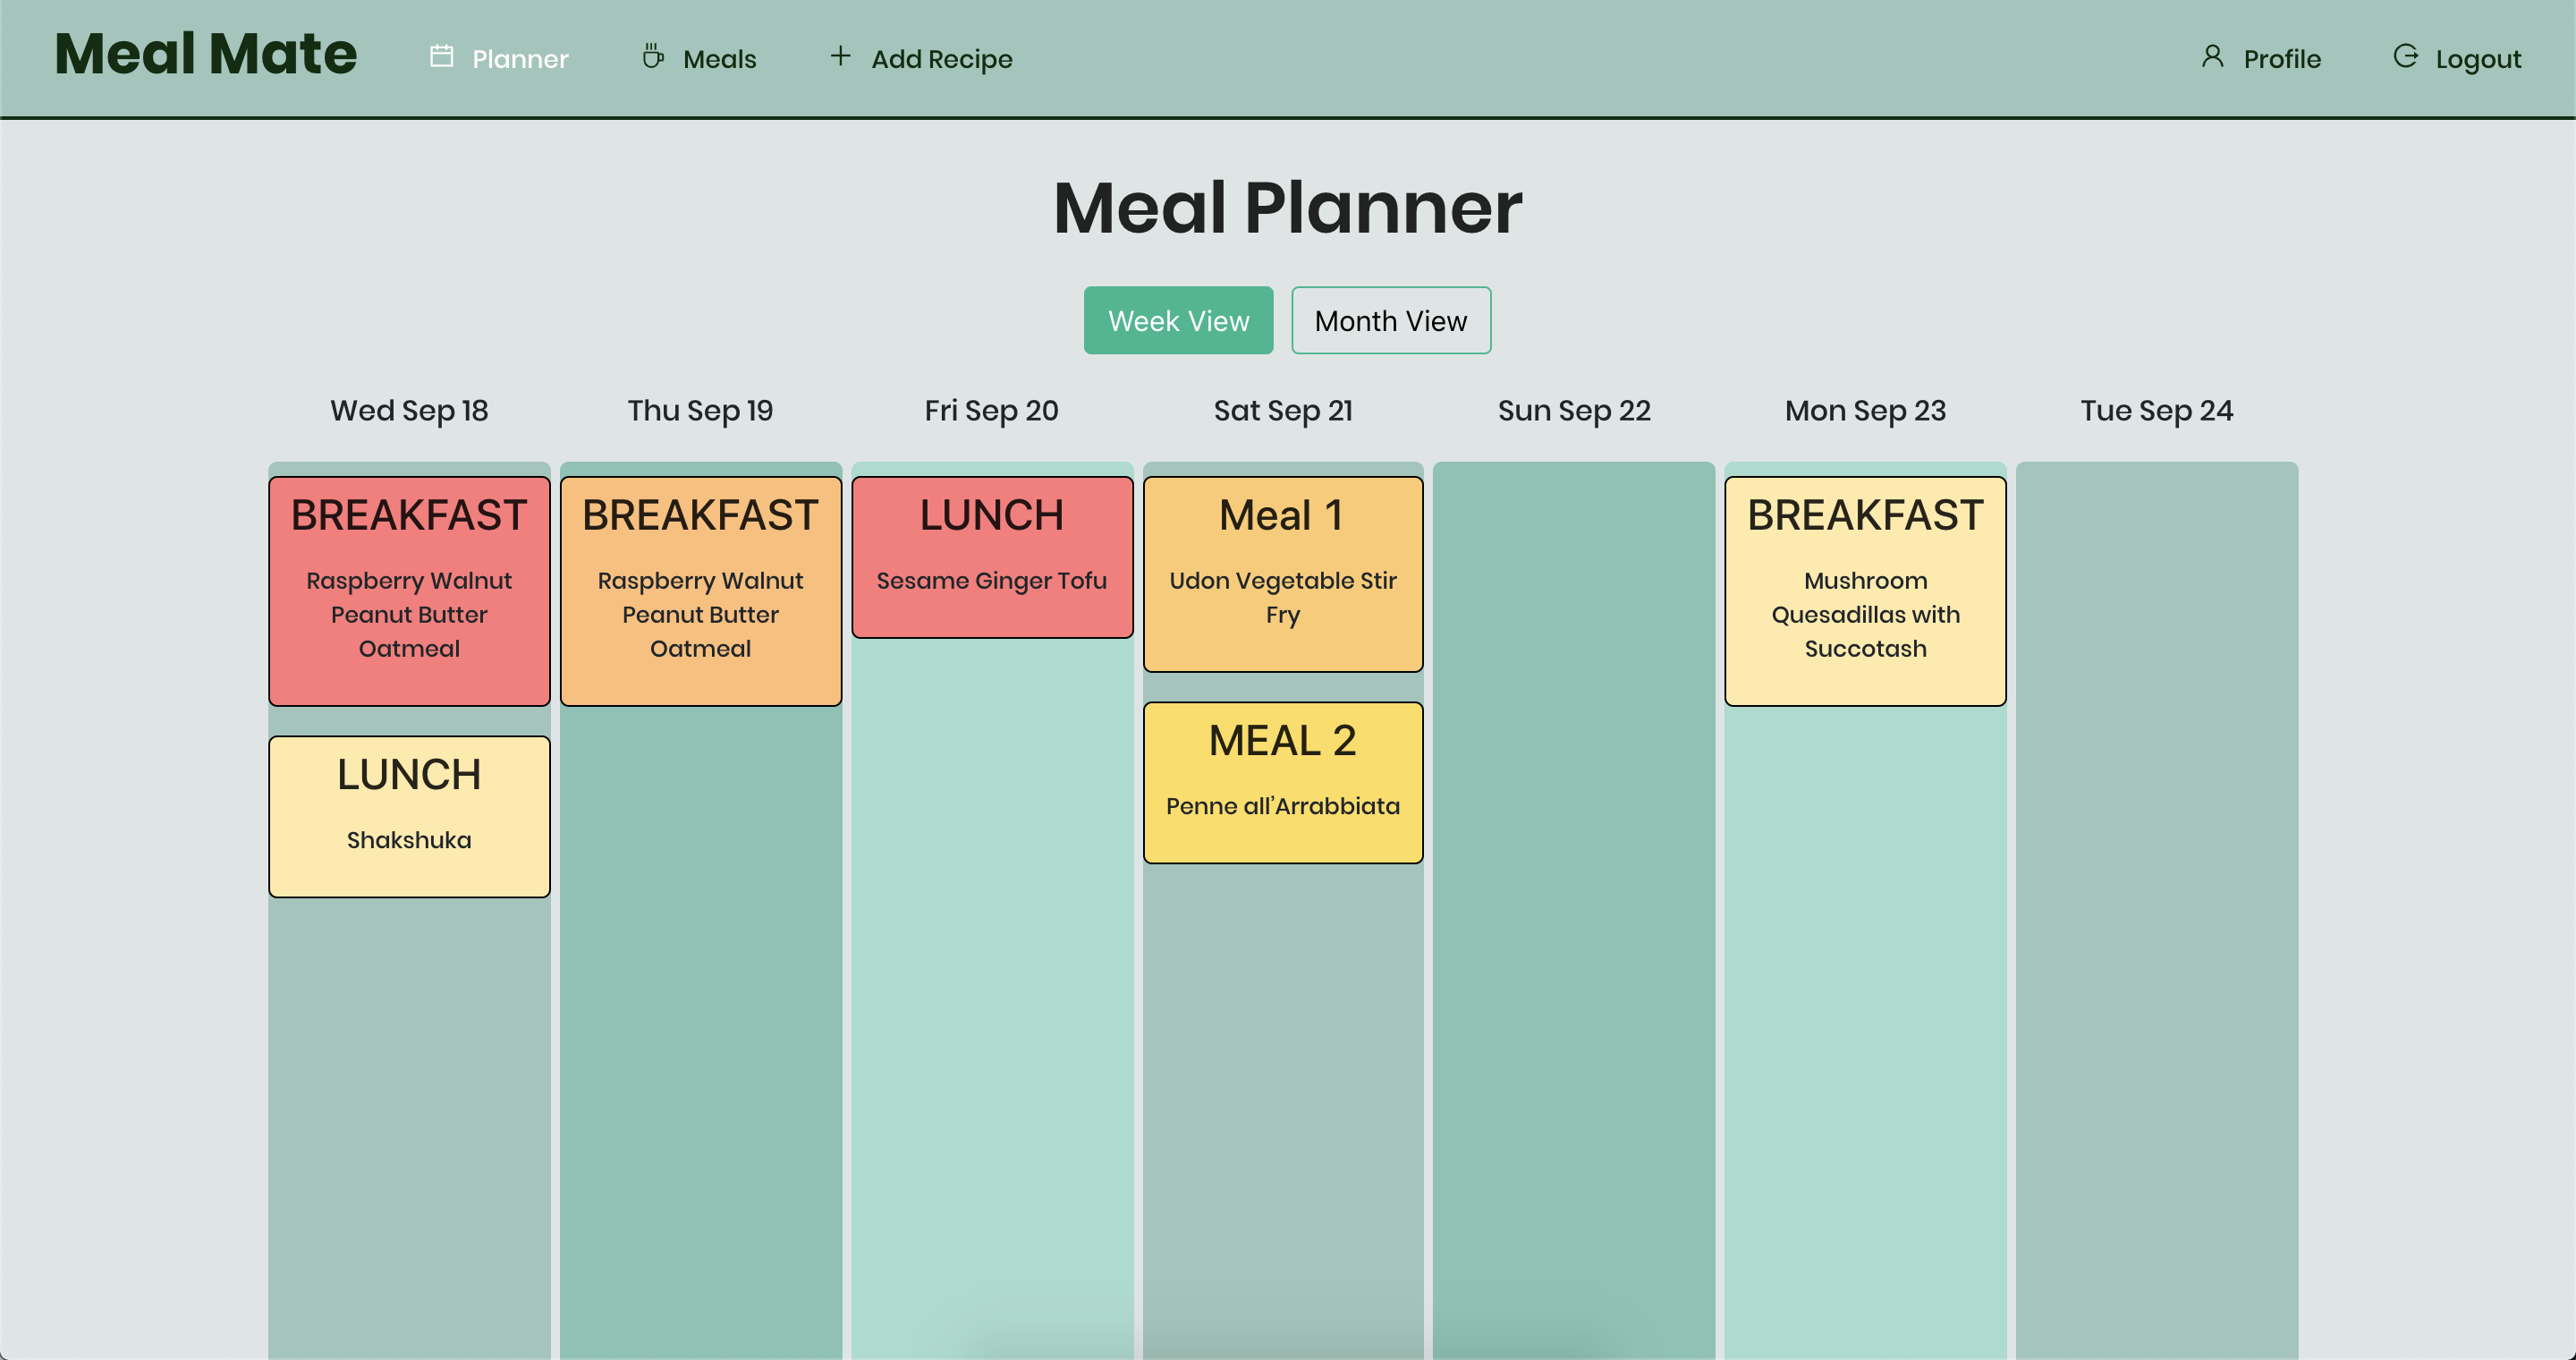 Meal Mate
Planner
Meals
Add Recipe
Profile
Logout
Meal Planner
Week View
Month View
Wed Sep 18
Thu Sep 19
Fri Sep 20
Sat Sep 21
Sun Sep 22
Mon Sep 23
Tue Sep 24
BREAKFAST
Raspberry Walnut
Peanut Butter
Oatmeal
LUNCH
Shakshuka
BREAKFAST
Raspberry Walnut
Peanut Butter
Oatmeal
LUNCH
Sesame Ginger Tofu
Meal 1
Udon Vegetable Stir
Fry
MEAL 2
Penne all’Arrabbiata
BREAKFAST
Mushroom
Quesadillas with
Succotash